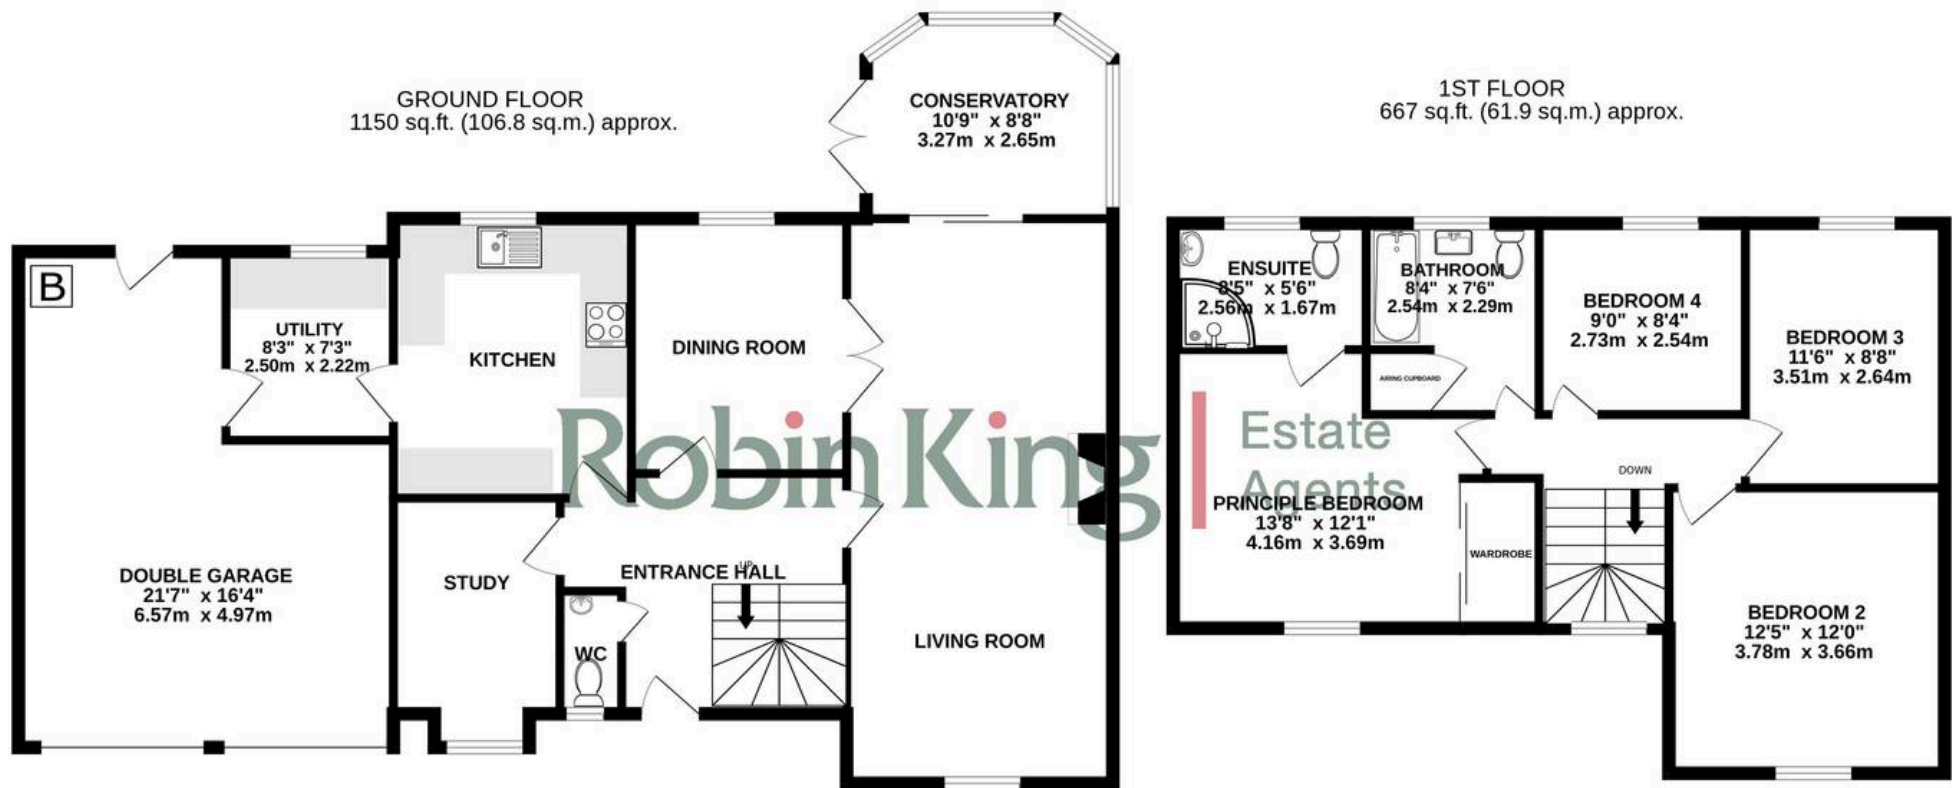 GROUND FLOOR
1150 sq.ft. (106.8 sq.m.) approx.
1ST FLOOR
667 sq.ft. (61.9 sq.m.) approx.
CONSERVATORY
10'9" x 8'8"
3.27m x 2.65m
B
UTILITY
8'3" x 7'3"
2.50m x 2.22m
KITCHEN
DINING ROOM
DOUBLE GARAGE
21'7" x 16'4"
6.57m x 4.97m
STUDY
ENTRANCE HALL
UP
WC
LIVING ROOM
Robin King
Estate
Agents
ENSUITE
8'5" x 5'6"
2.56m x 1.67m
BATHROOM
8'4" x 7'6"
2.54m x 2.29m
BEDROOM 4
9'0" x 8'4"
2.73m x 2.54m
BEDROOM 3
11'6" x 8'8"
3.51m x 2.64m
AIRING CUPBOARD
DOWN
PRINCIPLE BEDROOM
13'8" x 12'1"
4.16m x 3.69m
WARDROBE
BEDROOM 2
12'5" x 12'0"
3.78m x 3.66m